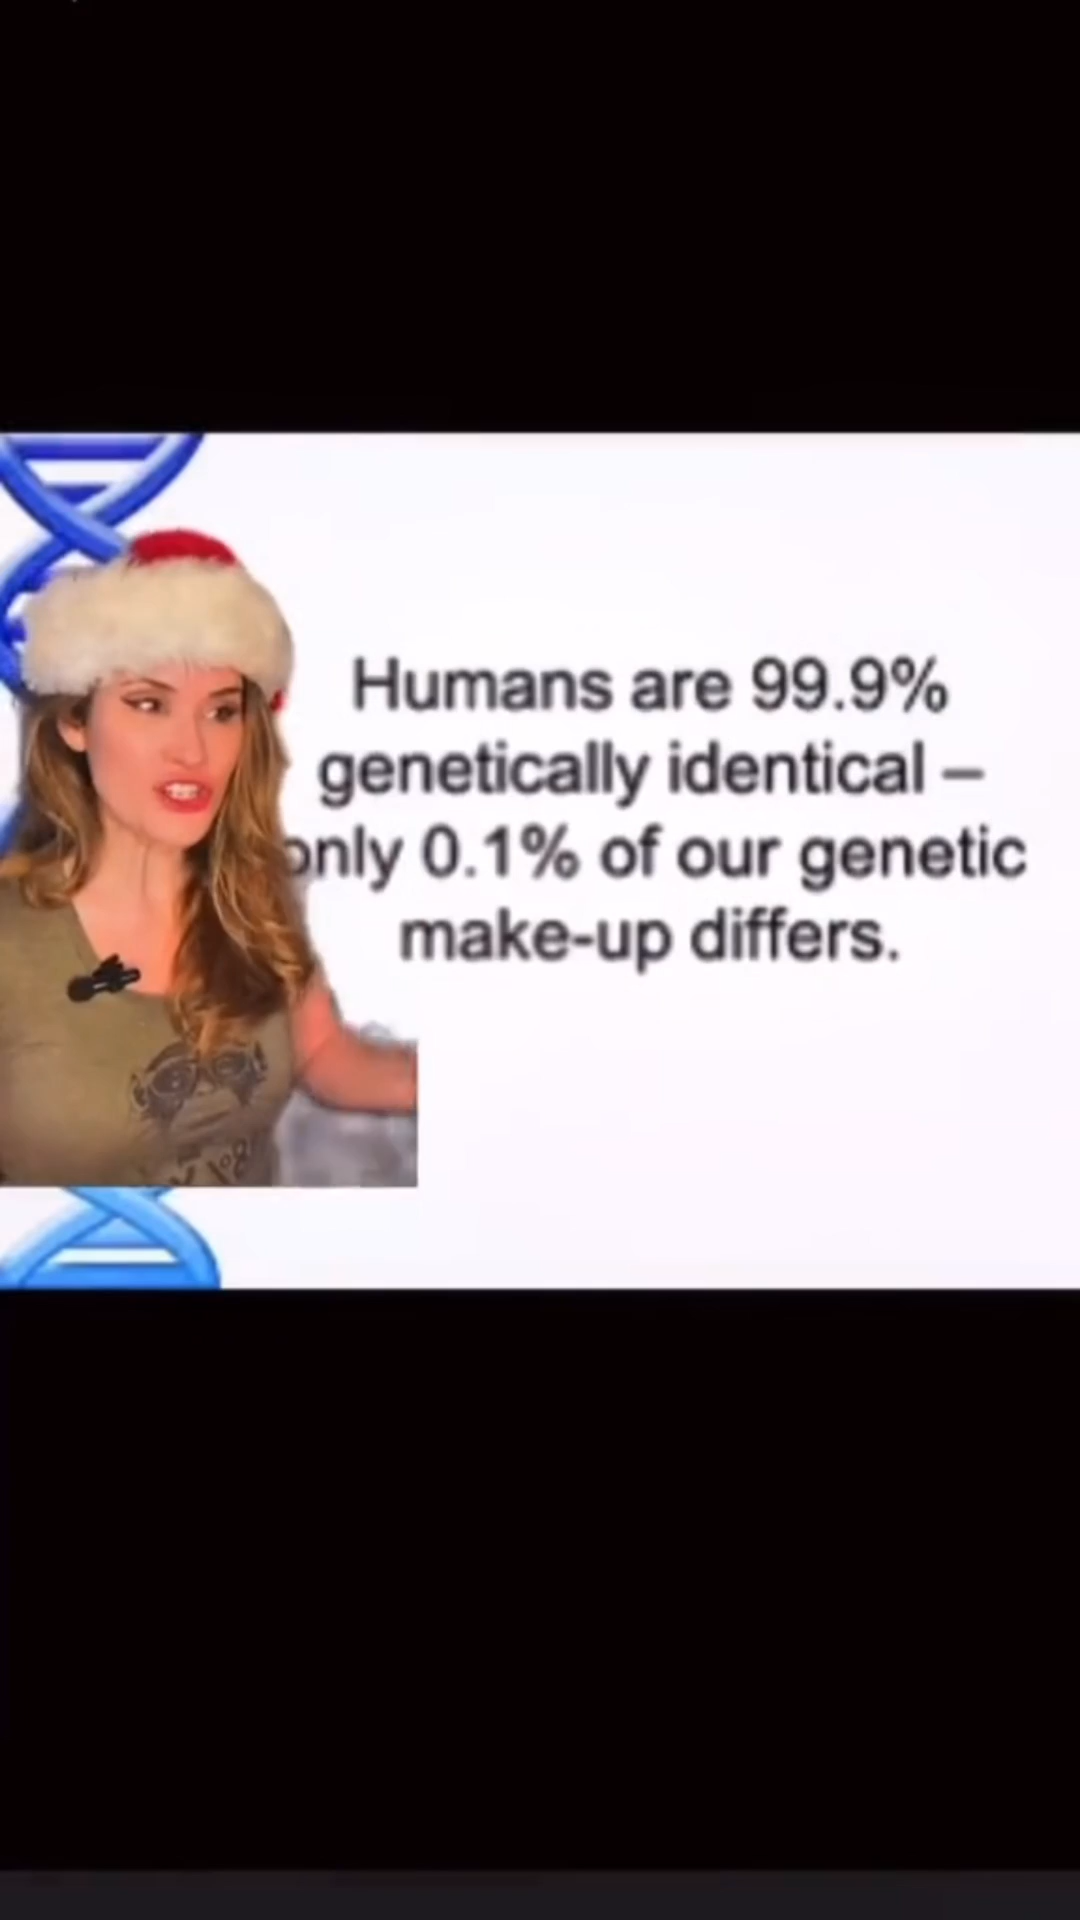 Humans are 99.9%
genetically identical –
only 0.1% of our genetic
make-up differs.